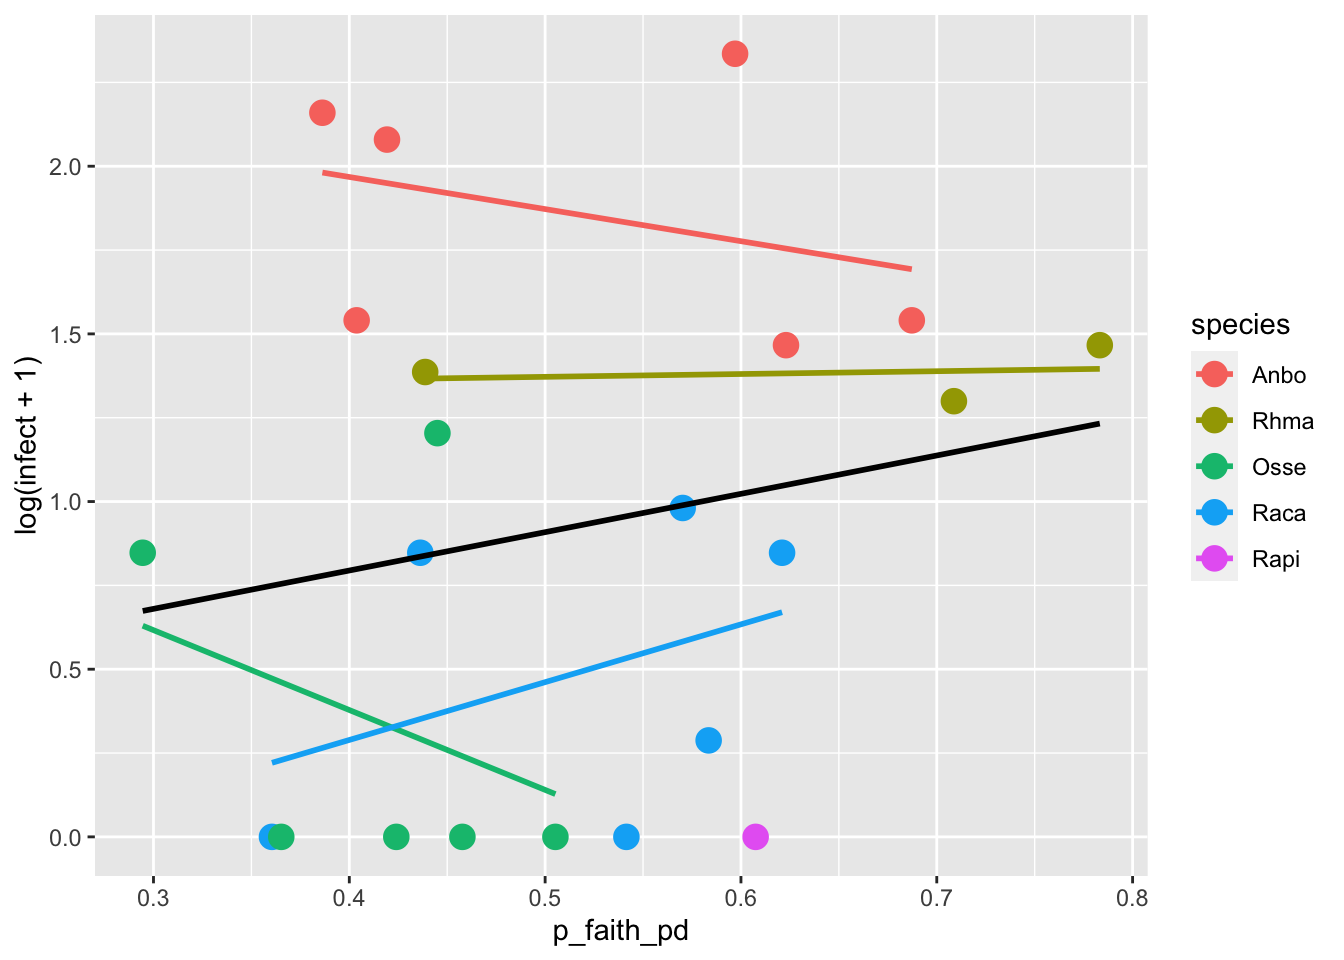 2.0
1.5
1.0
0.5
0.0
log(infect + 1)
0.3 0.4 0.5 0.6 0.7 0.8
p_faith_pd
species
Anbo
Rhma
Osse
Raca
Rapi